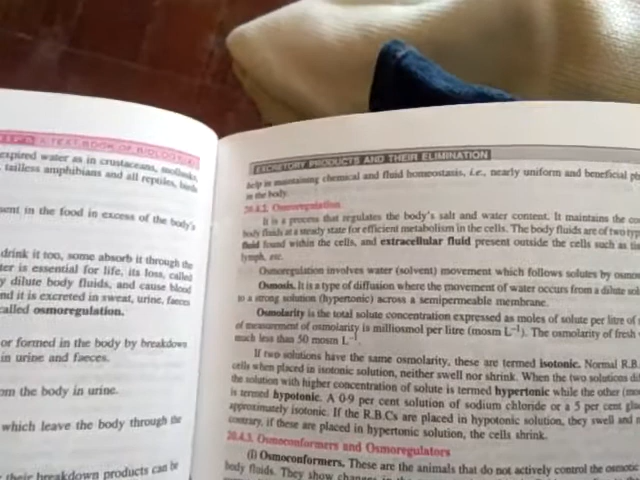 A TEXT BOOK OF BIOLOGY
expired water as in crustaceans, molluscs,
tailless amphibians and all reptiles, birds
sent in the food in excess of the body's
drink it too, some absorb it through the
ter is essential for life, its loss, called
y dilute body fluids, and cause blood
nd it is excreted in sweat, urine, faeces
called osmoregulation.
or formed in the body by breakdown
in urine and faeces.
om the body in urine.
which leave the body through the
their breakdown products can be
EXCRETORY PRODUCTS AND THEIR ELIMINATION
help in maintaining chemical and fluid homeostasis, i.e., nearly uniform and beneficial ph
in the body.
20.4.2. Osmoregulation
It is a process that regulates the body's salt and water content. It maintains the
body fluids at a steady state for efficient metabolism in the cells. The body fluids are of two typ
fluid found within the cells, and extracellular fluid present outside the cells such as
lymph, etc.
Osmoregulation involves water (solvent) movement which follows solutes by osmo
Osmosis. It is a type of diffusion where the movement of water occurs from a dilute sol
to a strong solution (hypertonic) across a semipermeable membrane.
Osmolarity is the total solute concentration expressed as moles of solute per litre of
of measurement of osmolarity is milliosmol per litre (mosm L⁻¹). The osmolarity of fresh
much less than 50 mosm L⁻¹
If two solutions have the same osmolarity, these are termed isotonic. Normal R.B.
cells when placed in isotonic solution, neither swell nor shrink. When the two solutions di
the solution with higher concentration of solute is termed hypertonic while the other
is termed hypotonic. A 0·9 per cent solution of sodium chloride or a 5 per cent glu
approximately isotonic. If the R.B.Cs are placed in hypotonic solution, they swell and
contrary, if these are placed in hypertonic solution, the cells shrink.
20.4.3. Osmoconformers and Osmoregulators
(i) Osmoconformers. These are the animals that do not actively control the osmotic
body fluids. They show changes in